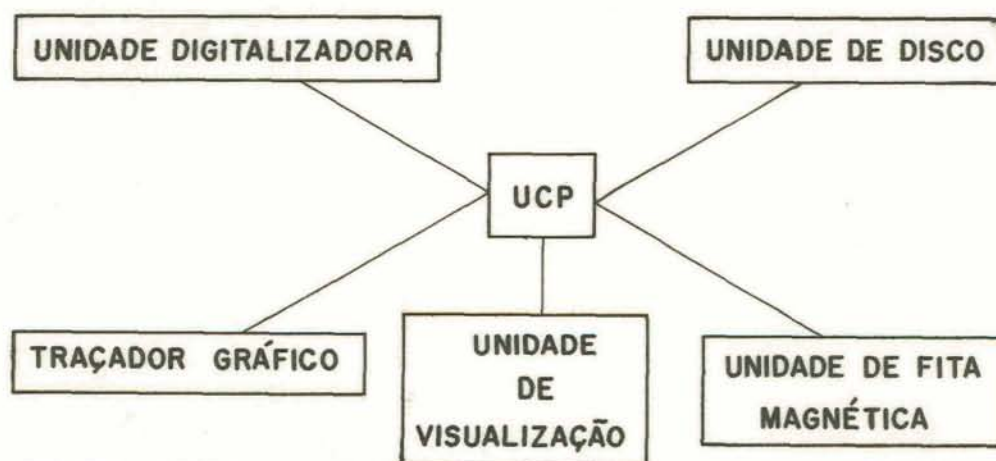 UNIDADE DIGITALIZADORA
UNIDADE DE DISCO
UCP
TRAÇADOR GRÁFICO
UNIDADE
DE
VISUALIZAÇÃO
UNIDADE DE FITA
MAGNÉTICA